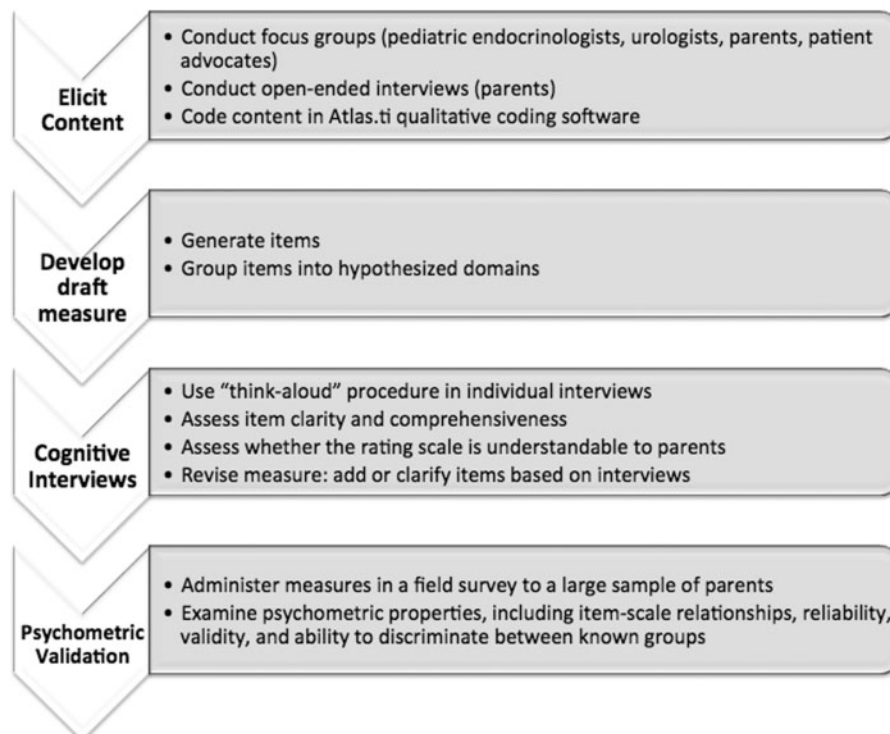 Elicit
Content
• Conduct focus groups (pediatric endocrinologists, urologists, parents, patient
advocates)
• Conduct open-ended interviews (parents)
• Code content in Atlas.ti qualitative coding software
Develop
draft
measure
• Generate items
• Group items into hypothesized domains
Cognitive
Interviews
• Use “think-aloud” procedure in individual interviews
• Assess item clarity and comprehensiveness
• Assess whether the rating scale is understandable to parents
• Revise measure: add or clarify items based on interviews
Psychometric
Validation
• Administer measures in a field survey to a large sample of parents
• Examine psychometric properties, including item-scale relationships, reliability,
validity, and ability to discriminate between known groups